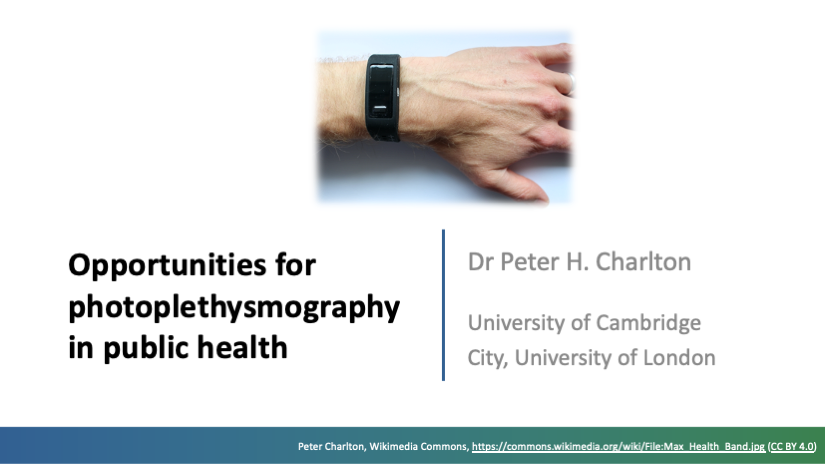 Opportunities for
photoplethysmography
in public health
Dr Peter H. Charlton
University of Cambridge
City, University of London
Peter Charlton, Wikimedia Commons, https://commons.wikimedia.org/wiki/File:Max_Health_Band.jpg (CC BY 4.0)